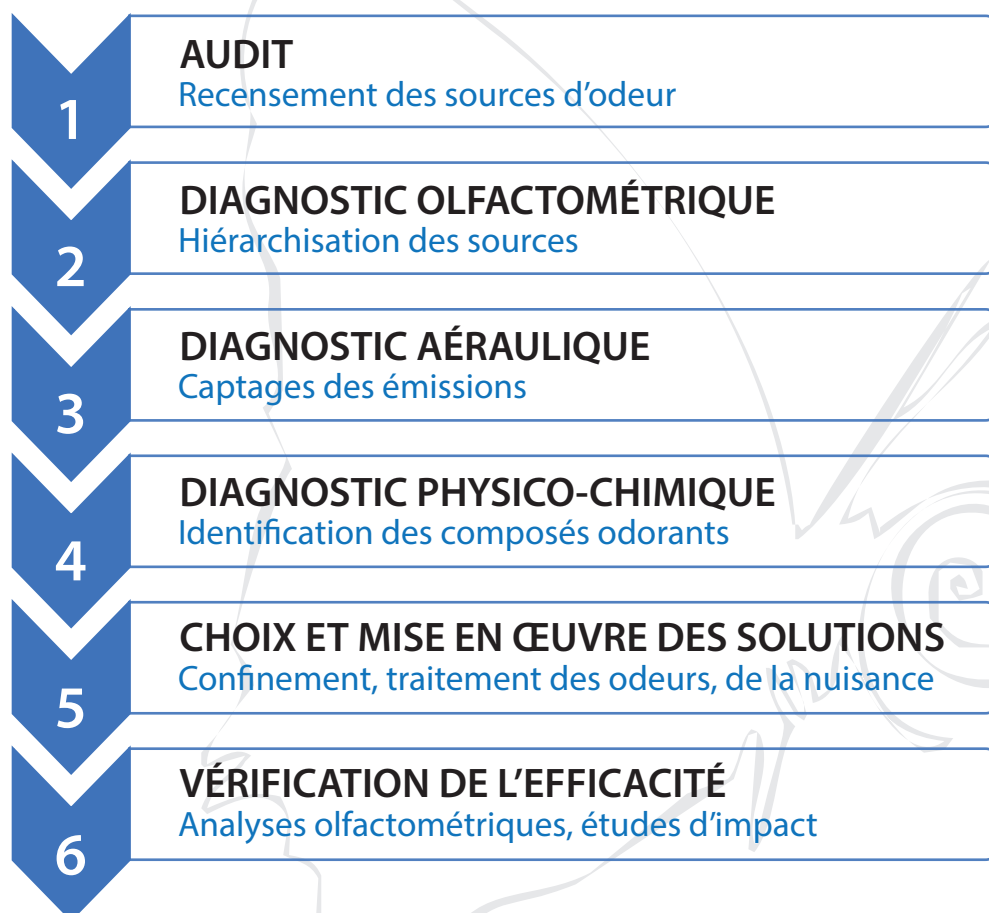 1
AUDIT
Recensement des sources d’odeur
2
DIAGNOSTIC OLFACTOMÉTRIQUE
Hiérarchisation des sources
3
DIAGNOSTIC AÉRAULIQUE
Captages des émissions
4
DIAGNOSTIC PHYSICO-CHIMIQUE
Identification des composés odorants
5
CHOIX ET MISE EN ŒUVRE DES SOLUTIONS
Confinement, traitement des odeurs, de la nuisance
6
VÉRIFICATION DE L’EFFICACITÉ
Analyses olfactométriques, études d’impact